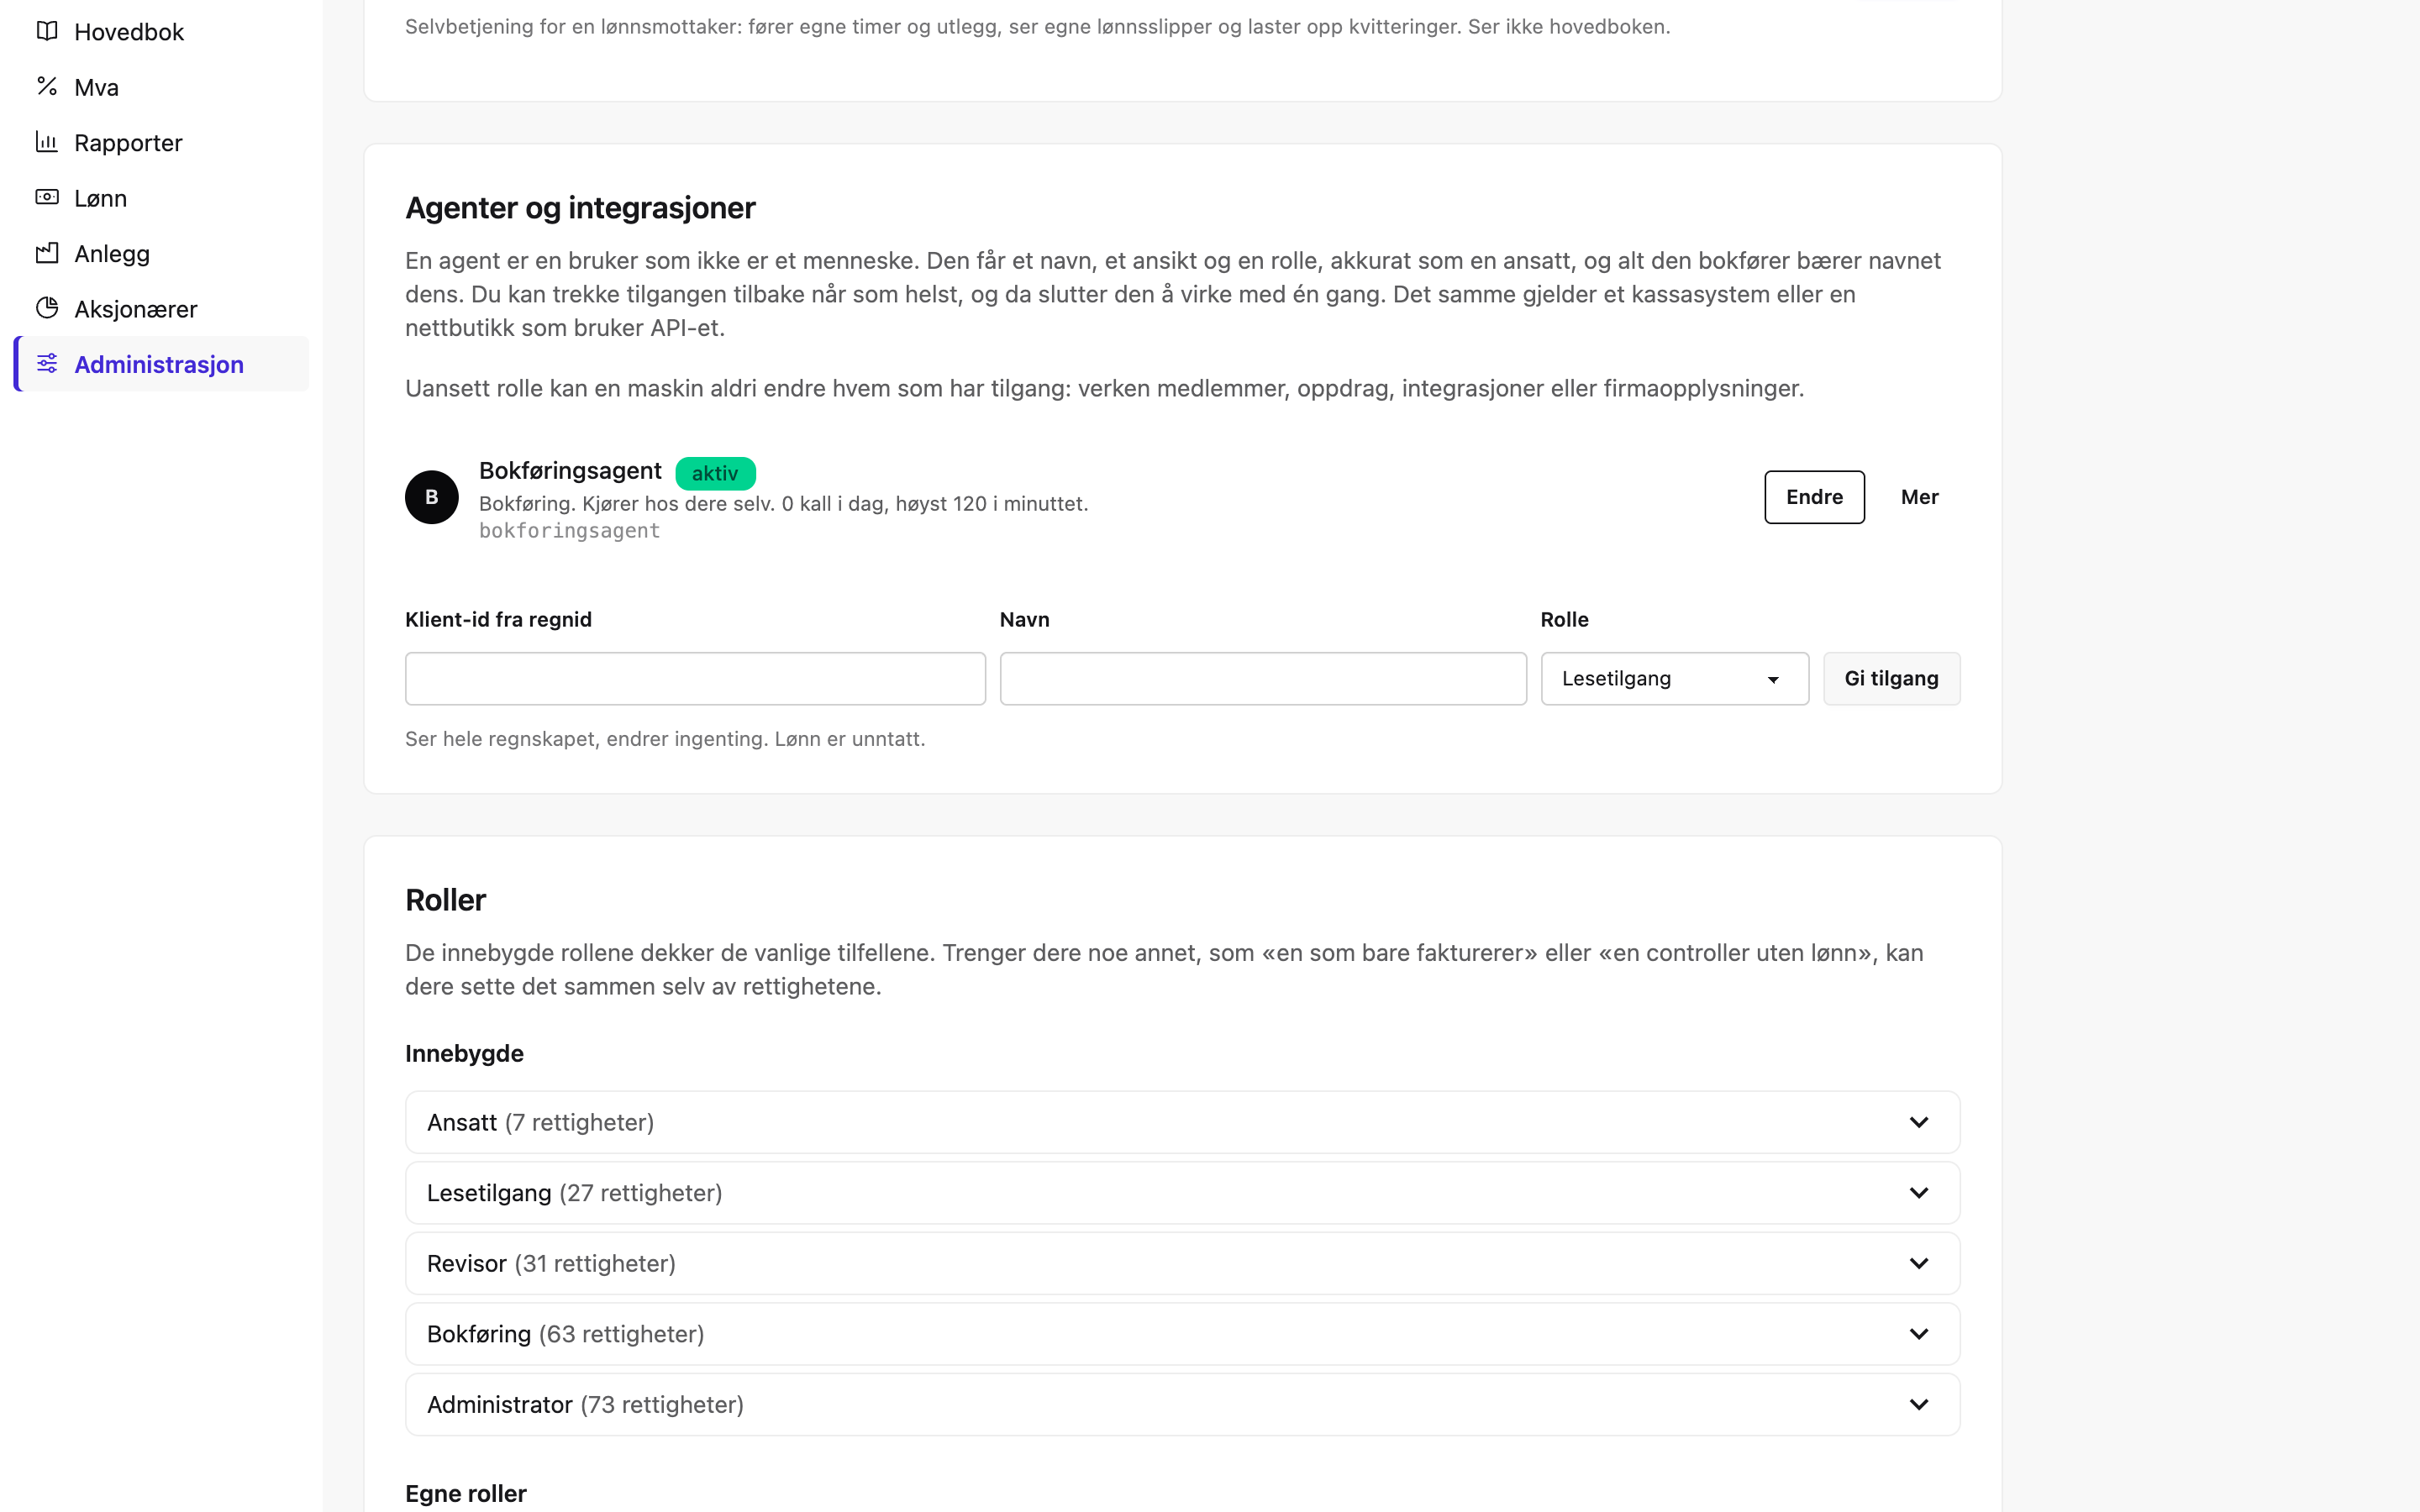 Hovedbok
Mva
Rapporter
Lønn
Anlegg
Aksjonærer
Administrasjon
Selvbetjening for en lønnsmottaker: fører egne timer og utlegg, ser egne lønnsslipper og laster opp kvitteringer. Ser ikke hovedboken.
Agenter og integrasjoner
En agent er en bruker som ikke er et menneske. Den får et navn, et ansikt og en rolle, akkurat som en ansatt, og alt den bokfører bærer navnet
dens. Du kan trekke tilgangen tilbake når som helst, og da slutter den å virke med én gang. Det samme gjelder et kassasystem eller en
nettbutikk som bruker API-et.
Uansett rolle kan en maskin aldri endre hvem som har tilgang: verken medlemmer, oppdrag, integrasjoner eller firmaopplysninger.
B
Bokføringsagent aktiv
Bokføring. Kjører hos dere selv. 0 kall i dag, høyst 120 i minuttet.
bokforingsagent
Endre Mer
Klient-id fra regnid Navn Rolle
Lesetilgang Gi tilgang
Ser hele regnskapet, endrer ingenting. Lønn er unntatt.
Roller
De innebygde rollene dekker de vanlige tilfellene. Trenger dere noe annet, som «en som bare fakturerer» eller «en controller uten lønn», kan
dere sette det sammen selv av rettighetene.
Innebygde
Ansatt (7 rettigheter)
Lesetilgang (27 rettigheter)
Revisor (31 rettigheter)
Bokføring (63 rettigheter)
Administrator (73 rettigheter)
Egne roller